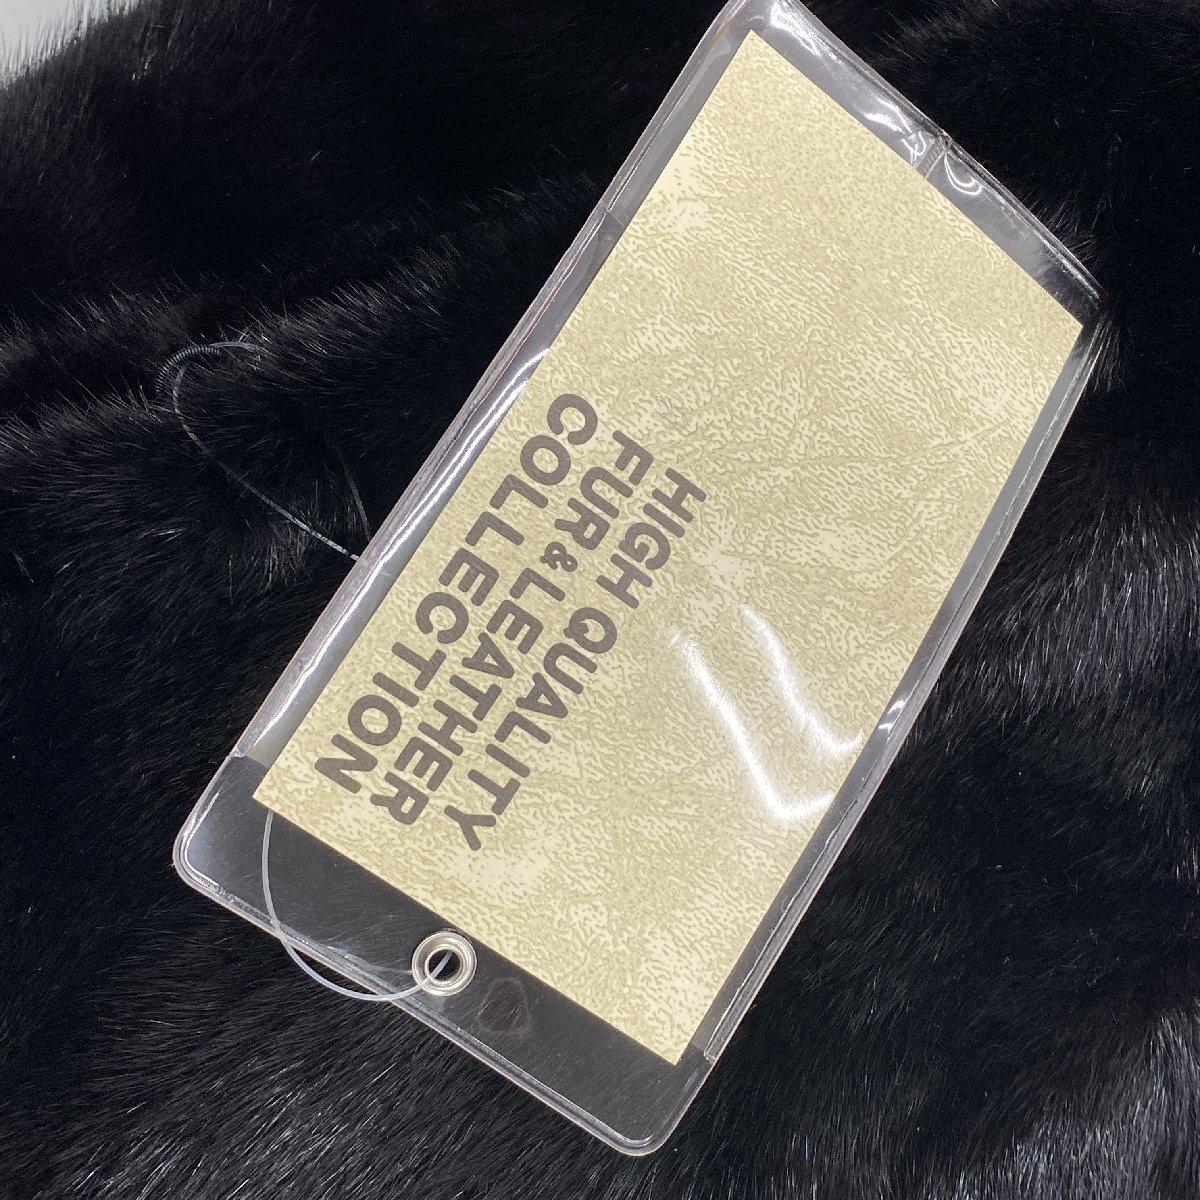 HIGH QUALITY
FUR & LEATHER
COLLECTION